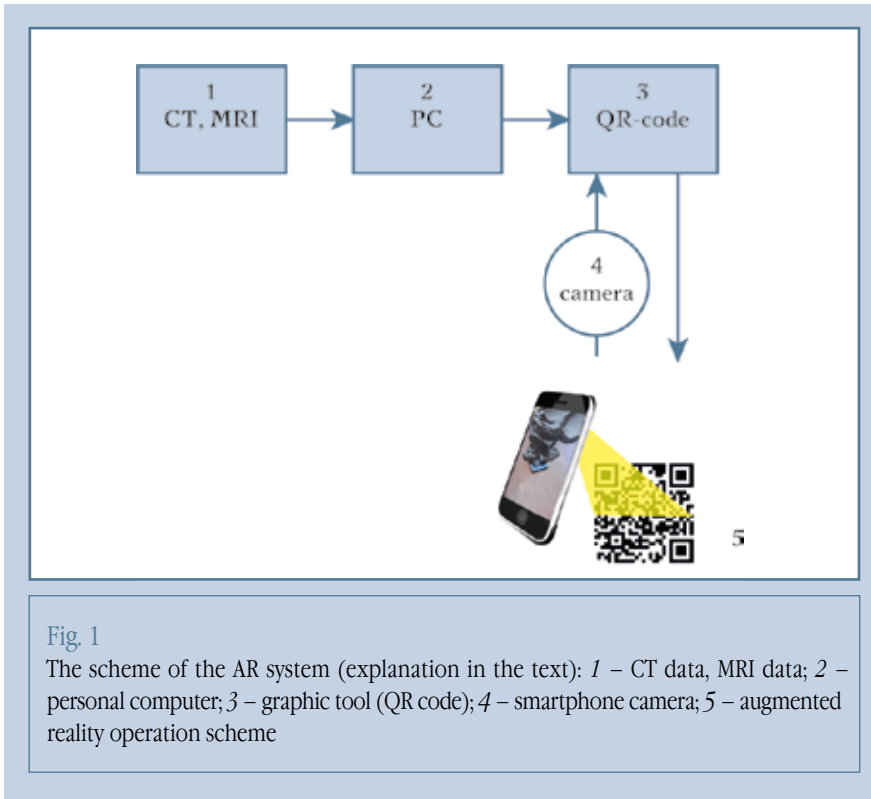 1
CT, MRI
2
PC
3
QR-code
4
camera
5
Fig. 1
The scheme of the AR system (explanation in the text): 1 – CT data, MRI data; 2 –
personal computer; 3 – graphic tool (QR code); 4 – smartphone camera; 5 – augmented
reality operation scheme